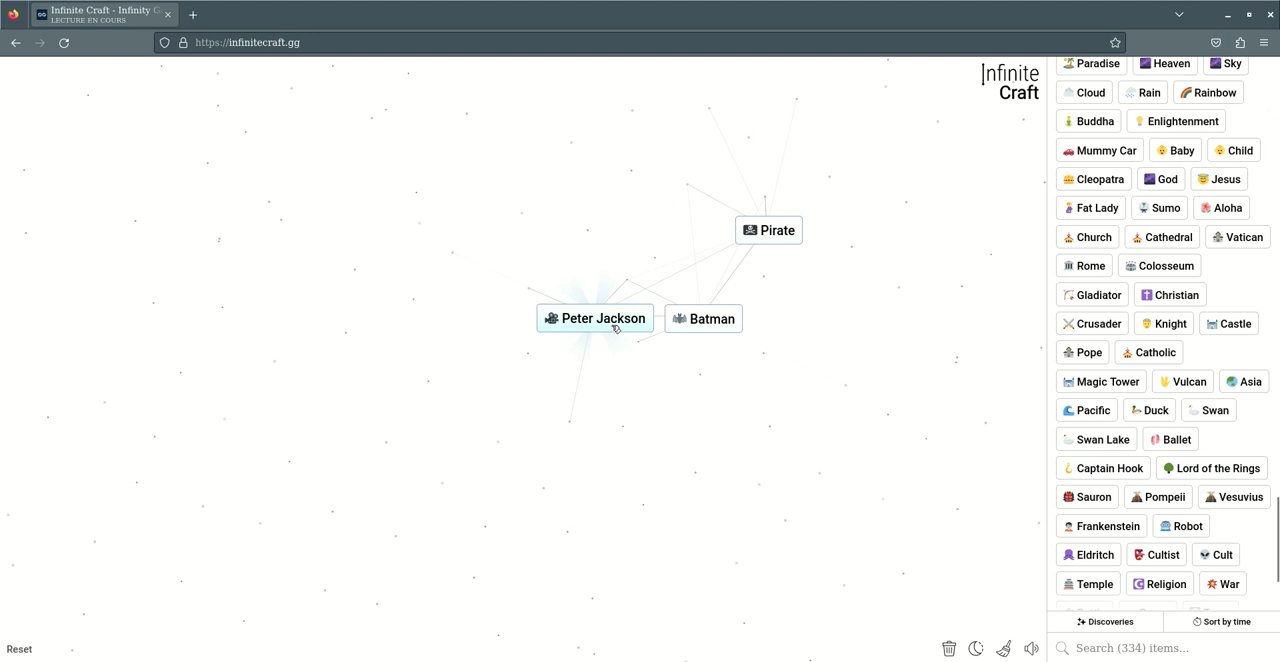 Infinite Craft - Infinity C
LECTURE EN COURS
https://infinitecraft.gg
Infinite
Craft
Pirate
Peter Jackson
Batman
Paradise Heaven Sky
Cloud Rain Rainbow
Buddha Enlightenment
Mummy Car Baby Child
Cleopatra God Jesus
Fat Lady Sumo Aloha
Church Cathedral Vatican
Rome Colosseum
Gladiator Christian
Crusader Knight Castle
Pope Catholic
Magic Tower Vulcan Asia
Pacific Duck Swan
Swan Lake Ballet
Captain Hook Lord of the Rings
Sauron Pompeii Vesuvius
Frankenstein Robot
Eldritch Cultist Cult
Temple Religion War
Discoveries Sort by time
Reset
Search (334) items...